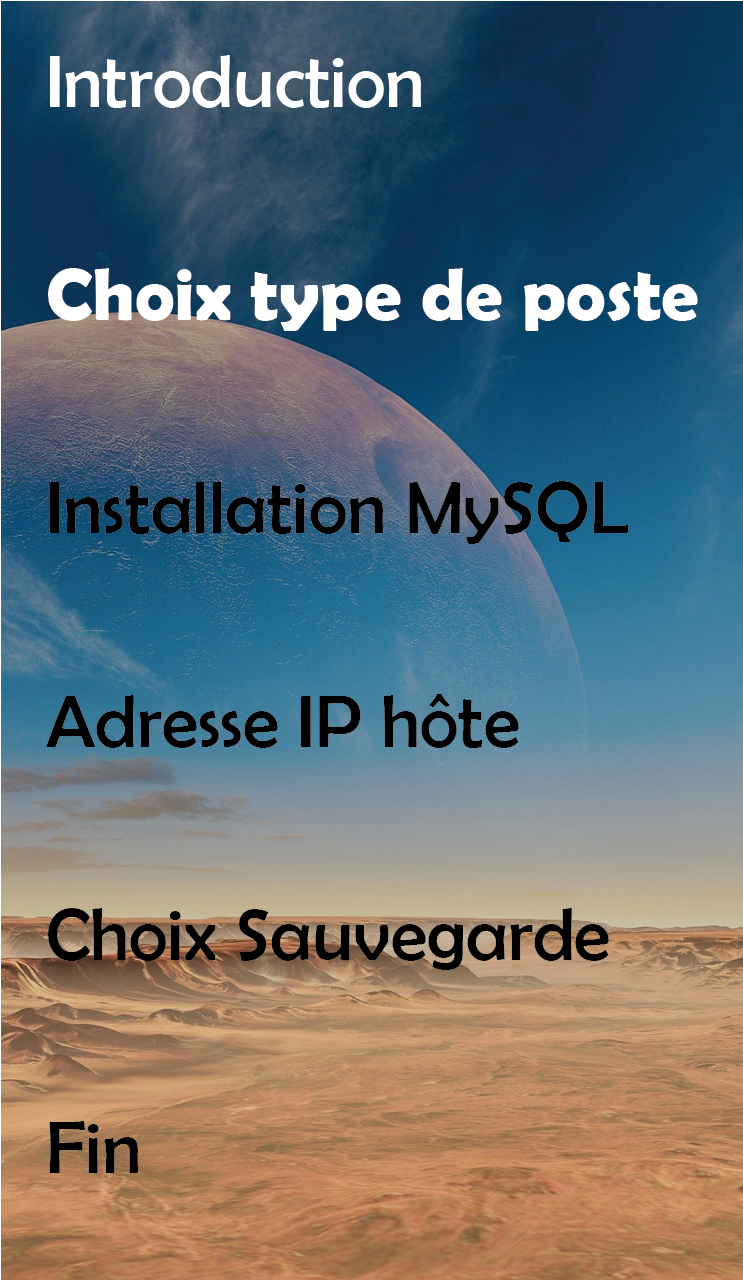 Introduction
Choix type de poste
Installation MySQL
Adresse IP hôte
Choix Sauvegarde
Fin